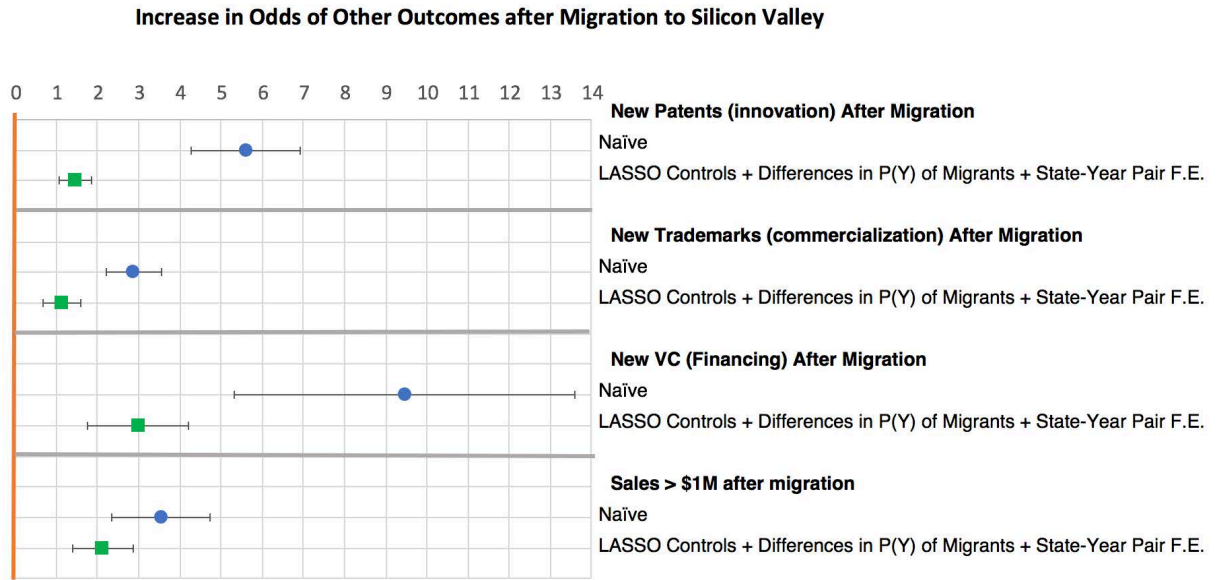 Increase in Odds of Other Outcomes after Migration to Silicon Valley
0 1 2 3 4 5 6 7 8 9 10 11 12 13 14
New Patents (innovation) After Migration
Naïve
LASSO Controls + Differences in P(Y) of Migrants + State-Year Pair F.E.
New Trademarks (commercialization) After Migration
Naïve
LASSO Controls + Differences in P(Y) of Migrants + State-Year Pair F.E.
New VC (Financing) After Migration
Naïve
LASSO Controls + Differences in P(Y) of Migrants + State-Year Pair F.E.
Sales > $1M after migration
Naïve
LASSO Controls + Differences in P(Y) of Migrants + State-Year Pair F.E.